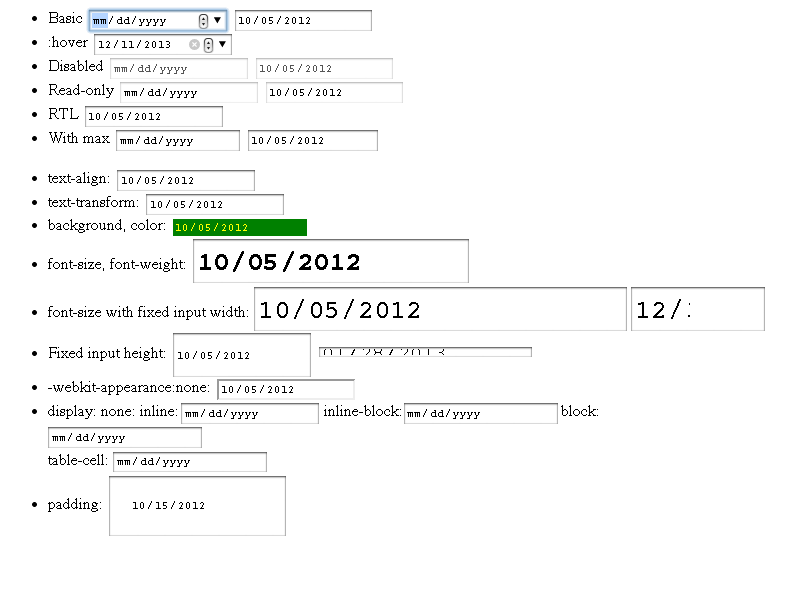 Basic mm/dd/yyyy 10/05/2012
:hover 12/11/2013
Disabled mm/dd/yyyy 10/05/2012
Read-only mm/dd/yyyy 10/05/2012
RTL 10/05/2012
With max mm/dd/yyyy 10/05/2012
text-align: 10/05/2012
text-transform: 10/05/2012
background, color: 10/05/2012
font-size, font-weight: 10/05/2012
font-size with fixed input width: 10/05/2012 12/
Fixed input height: 10/05/2012 01/28/2013
-webkit-appearance:none: 10/05/2012
display: none: inline: mm/dd/yyyy inline-block: mm/dd/yyyy block:
mm/dd/yyyy
table-cell: mm/dd/yyyy
padding: 10/15/2012